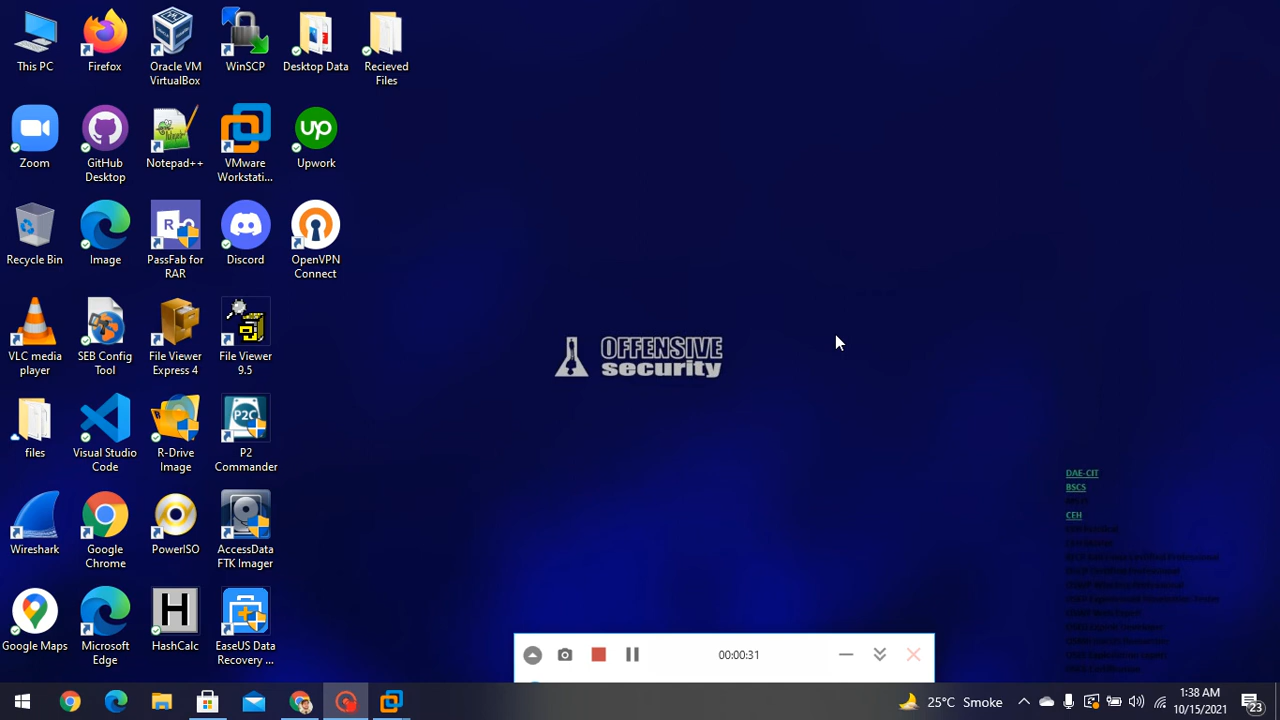 This PC
Firefox
Oracle VM
VirtualBox
WinSCP
Desktop Data
Recieved
Files
Zoom
GitHub
Desktop
Notepad++
VMware
Workstati...
Upwork
Recycle Bin
Image
PassFab for
RAR
Discord
OpenVPN
Connect
VLC media
player
SEB Config
Tool
File Viewer
Express 4
File Viewer
9.5
files
Visual Studio
Code
R-Drive
Image
P2
Commander
Wireshark
Google
Chrome
PowerISO
AccessData
FTK Imager
Google Maps
Microsoft
Edge
HashCalc
EaseUS Data
Recovery ...
OFFENSIVE
security
DAE-CIT
BSCS
CEH
00:00:31
25°C Smoke
1:38 AM
10/15/2021
23